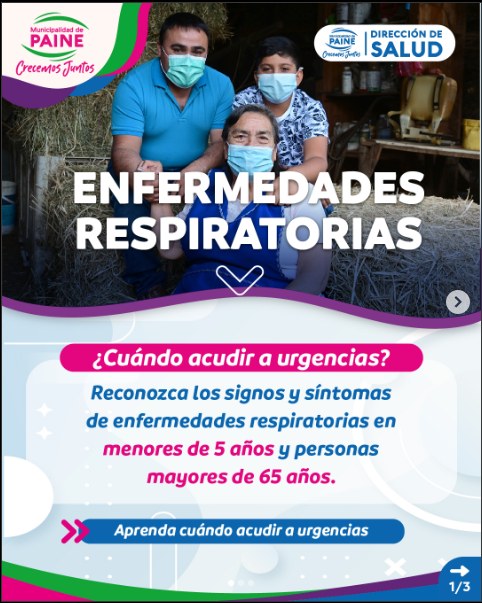 Municipalidad de
PAINE
Crecemos Juntos
Municipalidad de
PAINE
Crecemos Juntos
DIRECCIÓN DE
SALUD
ENFERMEDADES
RESPIRATORIAS
¿Cuándo acudir a urgencias?
Reconozca los signos y síntomas
de enfermedades respiratorias en
menores de 5 años y personas
mayores de 65 años.
Aprenda cuándo acudir a urgencias
1/3